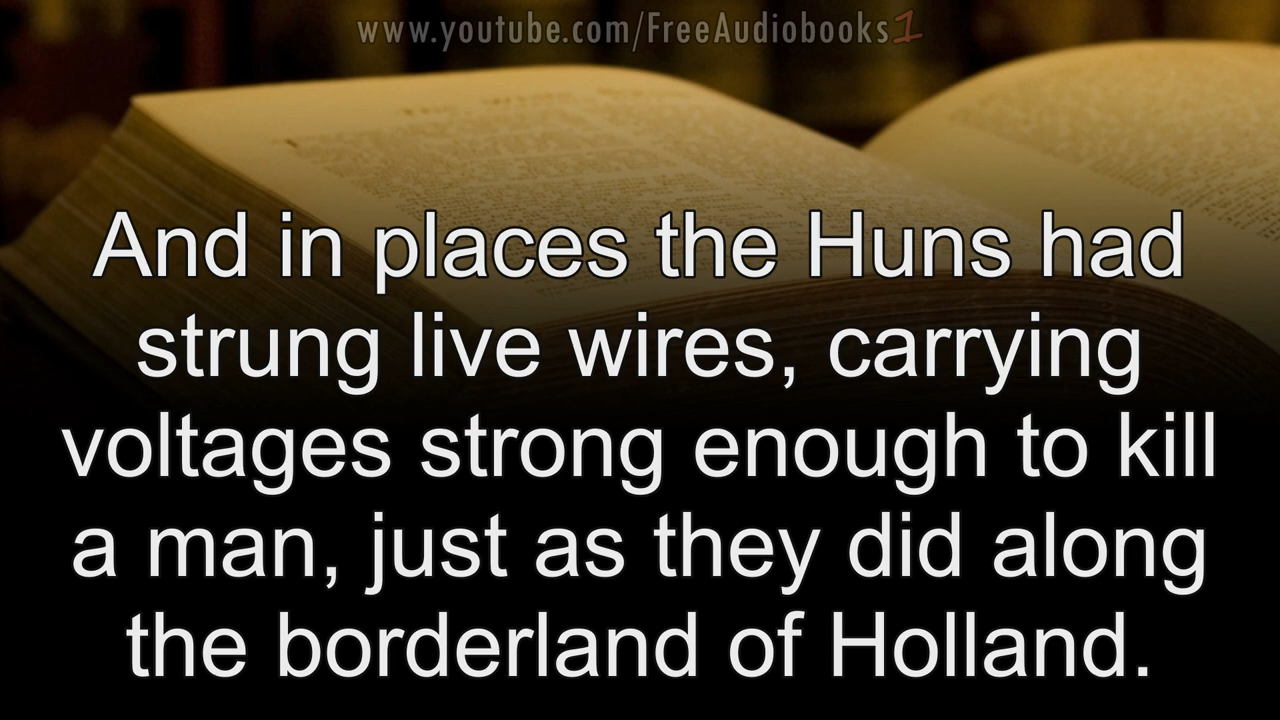 www.youtube.com/FreeAudiobooks1
And in places the Huns had
strung live wires, carrying
voltages strong enough to kill
a man, just as they did along
the borderland of Holland.